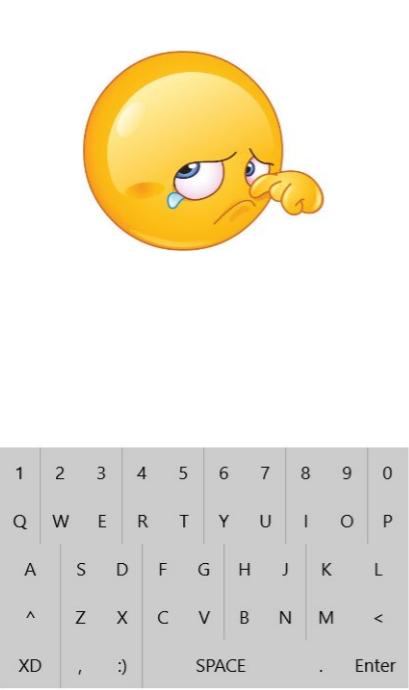 1 2 3 4 5 6 7 8 9 0
Q W E R T Y U I O P
A S D F G H J K L
^ Z X C V B N M <
XD , :) SPACE . Enter